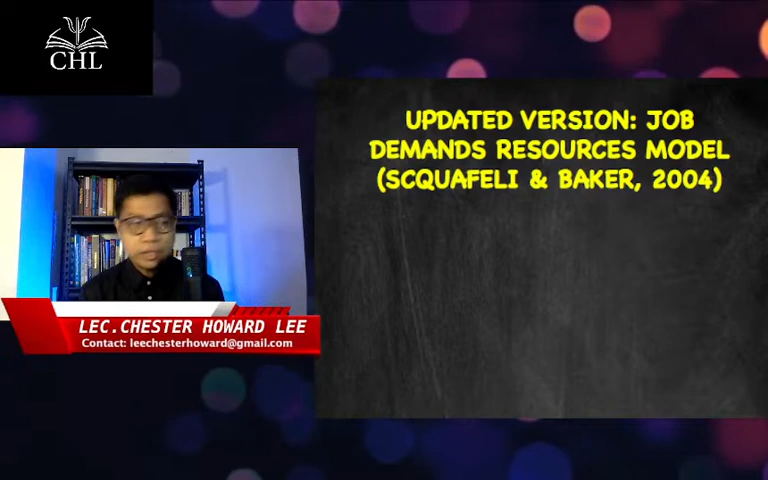 CHL
UPDATED VERSION: JOB
DEMANDS RESOURCES MODEL
(SCQUAFELI & BAKER, 2004)
LEC.CHESTER HOWARD LEE
Contact: leechesterhoward@gmail.com